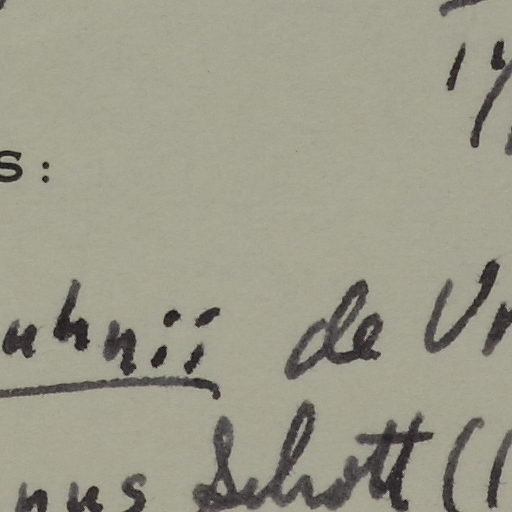 s:
uhnii de Vr
nus Schott (